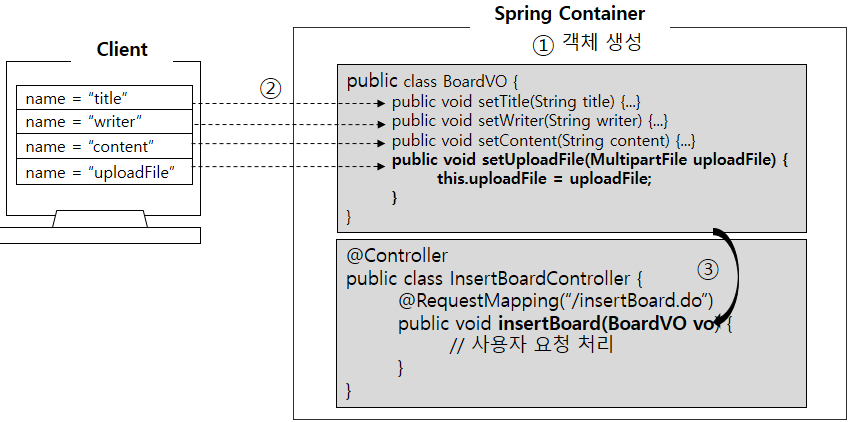 Spring Container
Client
① 객체 생성
②
name = “title”
name = “writer”
name = “content”
name = “uploadFile”
public class BoardVO {
public void setTitle(String title) {...}
public void setWriter(String writer) {...}
public void setContent(String content) {...}
public void setUploadFile(MultipartFile uploadFile) {
this.uploadFile = uploadFile;
}
}
③
@Controller
public class InsertBoardController {
@RequestMapping(“/insertBoard.do”)
public void insertBoard(BoardVO vo) {
// 사용자 요청 처리
}
}